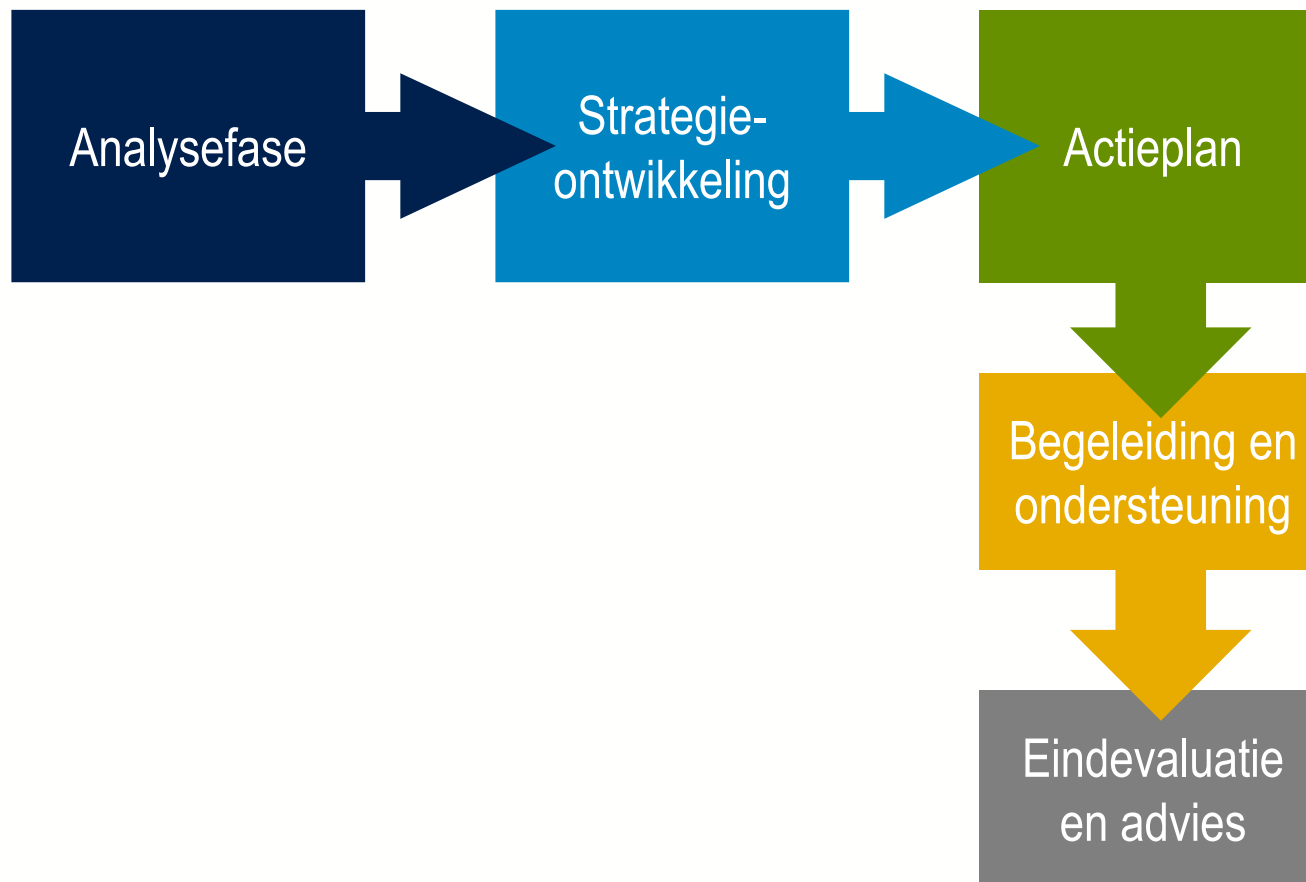 Analysefase
Strategie-
ontwikkeling
Actieplan
Begeleiding en
ondersteuning
Eindevaluatie
en advies